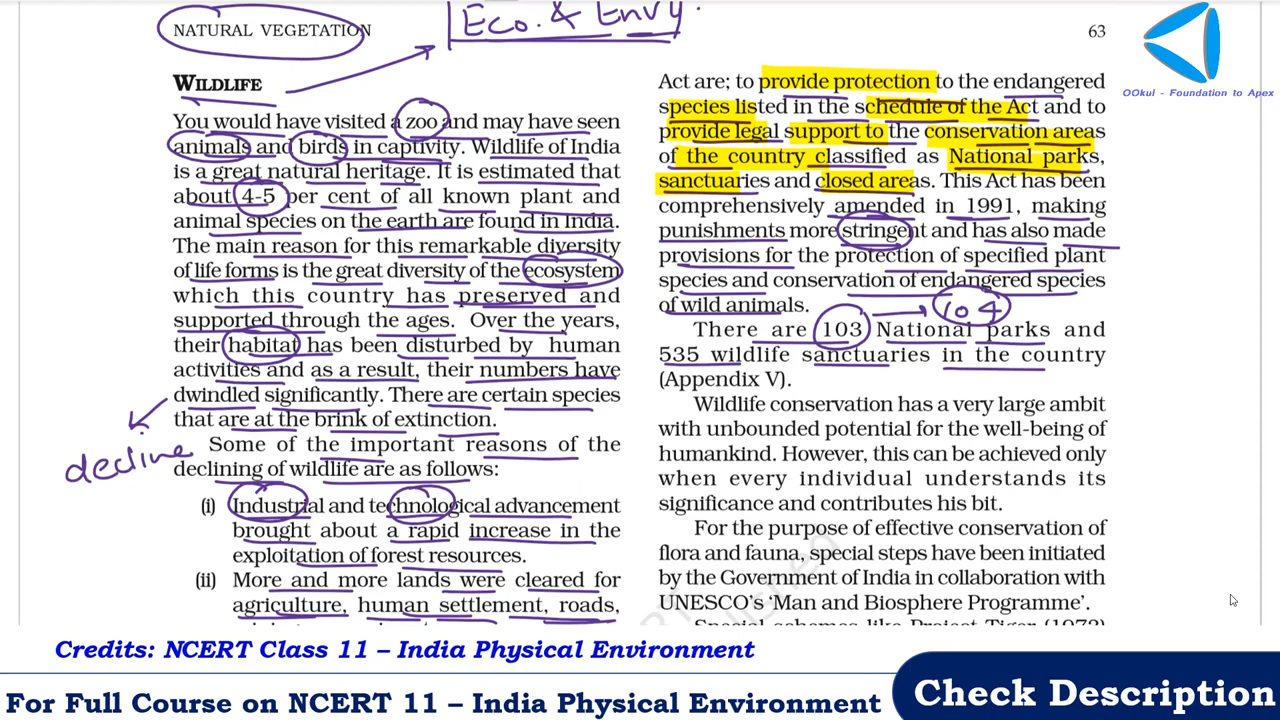 NATURAL VEGETATION
Eco. & Envy.
63
OOkul - Foundation to Apex
WILDLIFE
You would have visited a zoo and may have seen
animals and birds in captivity. Wildlife of India
is a great natural heritage. It is estimated that
about 4-5 per cent of all known plant and
animal species on the earth are found in India.
The main reason for this remarkable diversity
of life forms is the great diversity of the ecosystem
which this country has preserved and
supported through the ages. Over the years,
their habitat has been disturbed by human
activities and as a result, their numbers have
dwindled significantly. There are certain species
that are at the brink of extinction.
decline
Some of the important reasons of the
declining of wildlife are as follows:
(i) Industrial and technological advancement
brought about a rapid increase in the
exploitation of forest resources.
(ii) More and more lands were cleared for
agriculture, human settlement, roads,
Act are; to provide protection to the endangered
species listed in the schedule of the Act and to
provide legal support to the conservation areas
of the country classified as National parks,
sanctuaries and closed areas. This Act has been
comprehensively amended in 1991, making
punishments more stringent and has also made
provisions for the protection of specified plant
species and conservation of endangered species
of wild animals.
104
There are 103 National parks and
535 wildlife sanctuaries in the country
(Appendix V).
Wildlife conservation has a very large ambit
with unbounded potential for the well-being of
humankind. However, this can be achieved only
when every individual understands its
significance and contributes his bit.
For the purpose of effective conservation of
flora and fauna, special steps have been initiated
by the Government of India in collaboration with
UNESCO's 'Man and Biosphere Programme'.
Special schemes like Project Tiger (1973)
Credits: NCERT Class 11 – India Physical Environment
For Full Course on NCERT 11 – India Physical Environment
Check Description